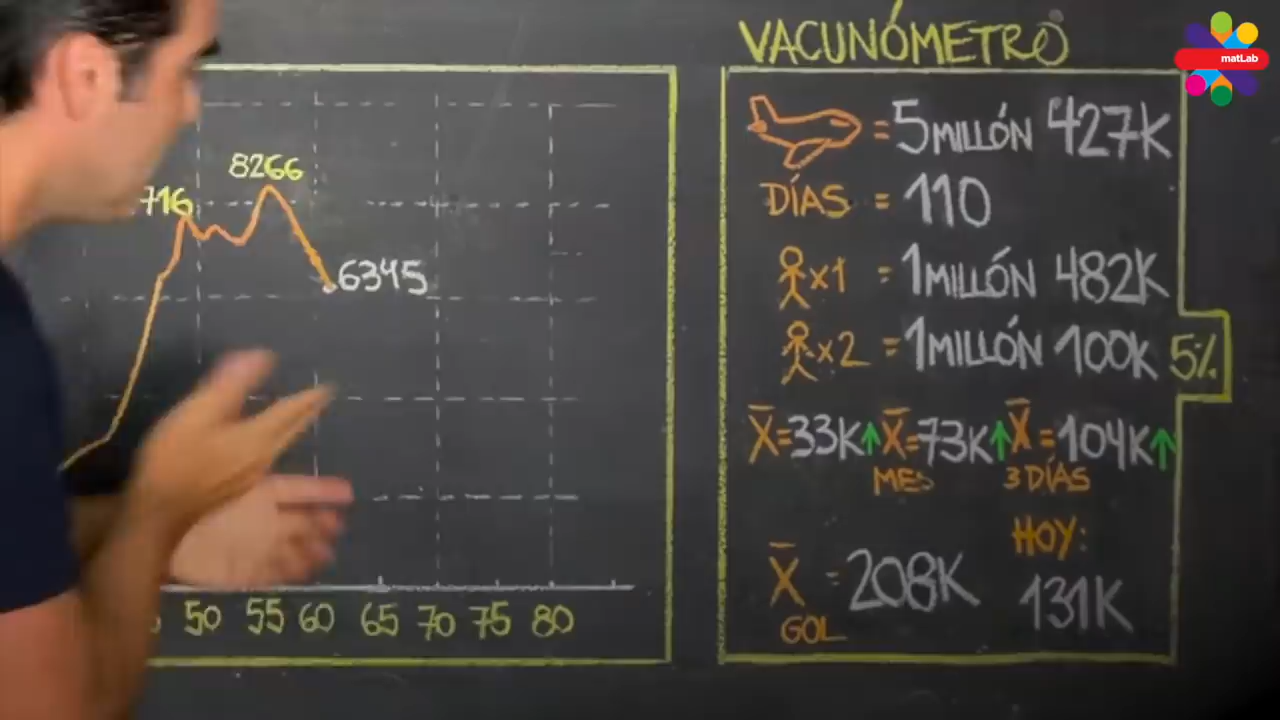 VACUNÓMETRO
matLab
= 5 MILLÓN 427K
DÍAS = 110
x1 = 1 MILLÓN 482K
x2 = 1 MILLÓN 100K 5%
X̄=33K↑ X̄=73K↑ X̄=104K↑
MES 3 DÍAS
HOY:
X̄ = 208K 131K
GOL
8266
716
6345
50 55 60 65 70 75 80